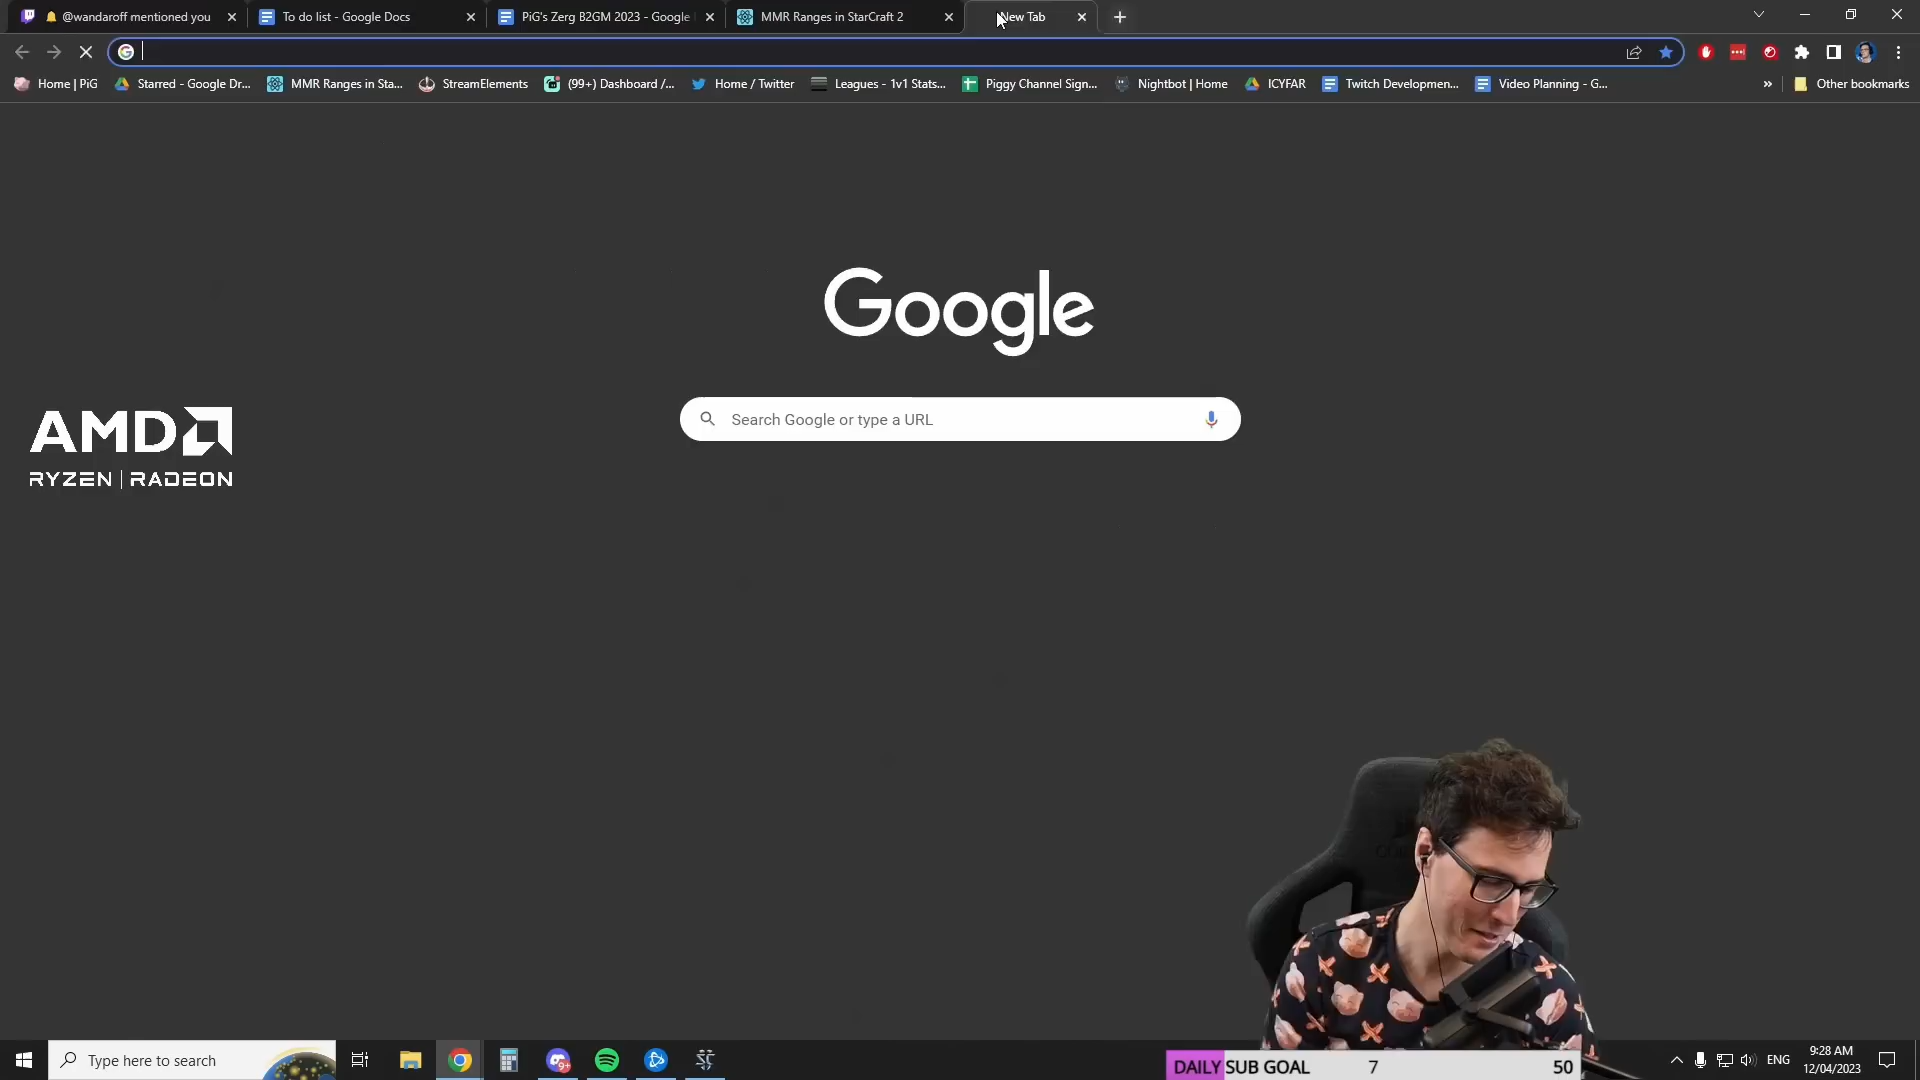 @wandaroff mentioned you
To do list - Google Docs
PiG's Zerg B2GM 2023 - Google
MMR Ranges in StarCraft 2
New Tab
Home | PiG
Starred - Google Dr...
MMR Ranges in Sta...
StreamElements
(99+) Dashboard /...
Home / Twitter
Leagues - 1v1 Stats...
Piggy Channel Sign...
Nightbot | Home
ICYFAR
Twitch Developmen...
Video Planning - G...
»
Other bookmarks
Google
Search Google or type a URL
AMD
RYZEN | RADEON
Type here to search
9+
DAILY SUB GOAL 7 50
ENG
9:28 AM
12/04/2023